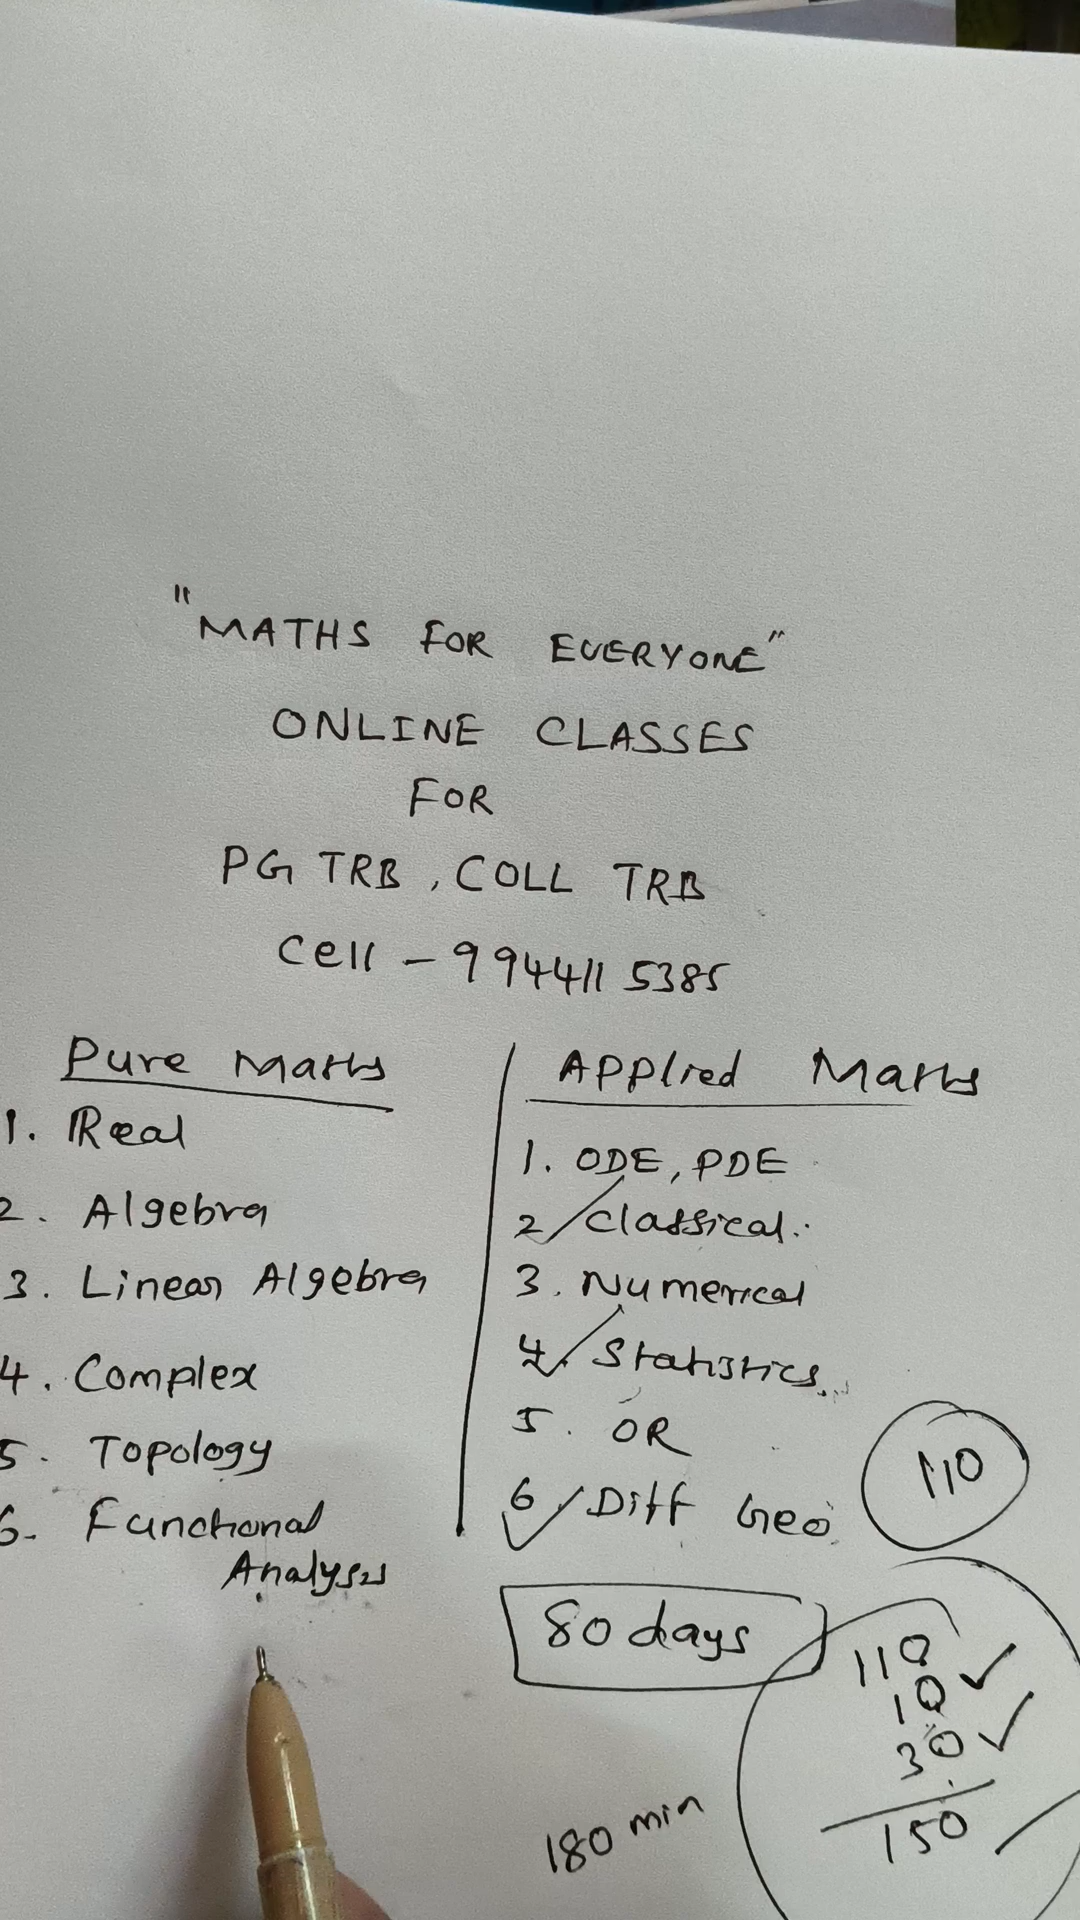 "MATHS FOR EVERYONE"
ONLINE CLASSES
FOR
PG TRB, COLL TRB
Cell - 9944115385
Pure Maths
1. Real
2. Algebra
3. Linear Algebra
4. Complex
5. Topology
6. Functional
Analysis
Applied Maths
1. ODE, PDE
2 Classical.
3. Numerical
4. Statistics.
5. OR
6 Diff Geo
110
80 days
110
10
30
150
180 min